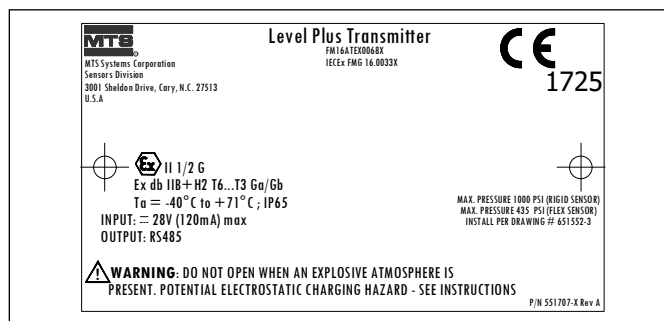 MTS
Level Plus Transmitter
FM16ATEX0068X
IECEx FMG 16.0033X
CE
1725
MTS Systems Corporation
Sensors Division
3001 Sheldon Drive, Cary, N.C. 27513
U.S.A
Ex II 1/2 G
Ex db IIB+H2 T6...T3 Ga/Gb
Ta = -40°C to +71°C ; IP65
INPUT: ⎓ 28V (120mA) max
OUTPUT: RS485
MAX. PRESSURE 1000 PSI (RIGID SENSOR)
MAX. PRESSURE 435 PSI (FLEX SENSOR)
INSTALL PER DRAWING # 651552-3
WARNING: DO NOT OPEN WHEN AN EXPLOSIVE ATMOSPHERE IS
PRESENT. POTENTIAL ELECTROSTATIC CHARGING HAZARD - SEE INSTRUCTIONS
P/N 551707-X Rev A